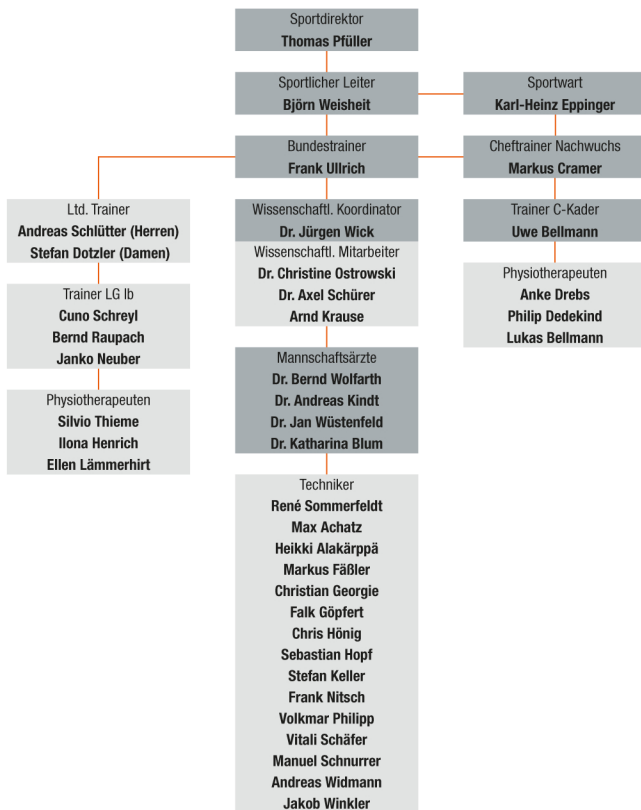 Sportdirektor
Thomas Pfüller
Sportlicher Leiter
Björn Weisheit
Sportwart
Karl-Heinz Eppinger
Bundestrainer
Frank Ullrich
Cheftrainer Nachwuchs
Markus Cramer
Ltd. Trainer
Andreas Schlütter (Herren)
Stefan Dotzler (Damen)
Trainer LG Ib
Cuno Schreyl
Bernd Raupach
Janko Neuber
Physiotherapeuten
Silvio Thieme
Ilona Henrich
Ellen Lämmerhirt
Wissenschaftl. Koordinator
Dr. Jürgen Wick
Wissenschaftl. Mitarbeiter
Dr. Christine Ostrowski
Dr. Axel Schürer
Arnd Krause
Mannschaftsärzte
Dr. Bernd Wolfarth
Dr. Andreas Kindt
Dr. Jan Wüstenfeld
Dr. Katharina Blum
Techniker
René Sommerfeldt
Max Achatz
Heikki Alakärppä
Markus Fäßler
Christian Georgie
Falk Göpfert
Chris Hönig
Sebastian Hopf
Stefan Keller
Frank Nitsch
Volkmar Philipp
Vitali Schäfer
Manuel Schnurrer
Andreas Widmann
Jakob Winkler
Trainer C-Kader
Uwe Bellmann
Physiotherapeuten
Anke Drebs
Philip Dedekind
Lukas Bellmann